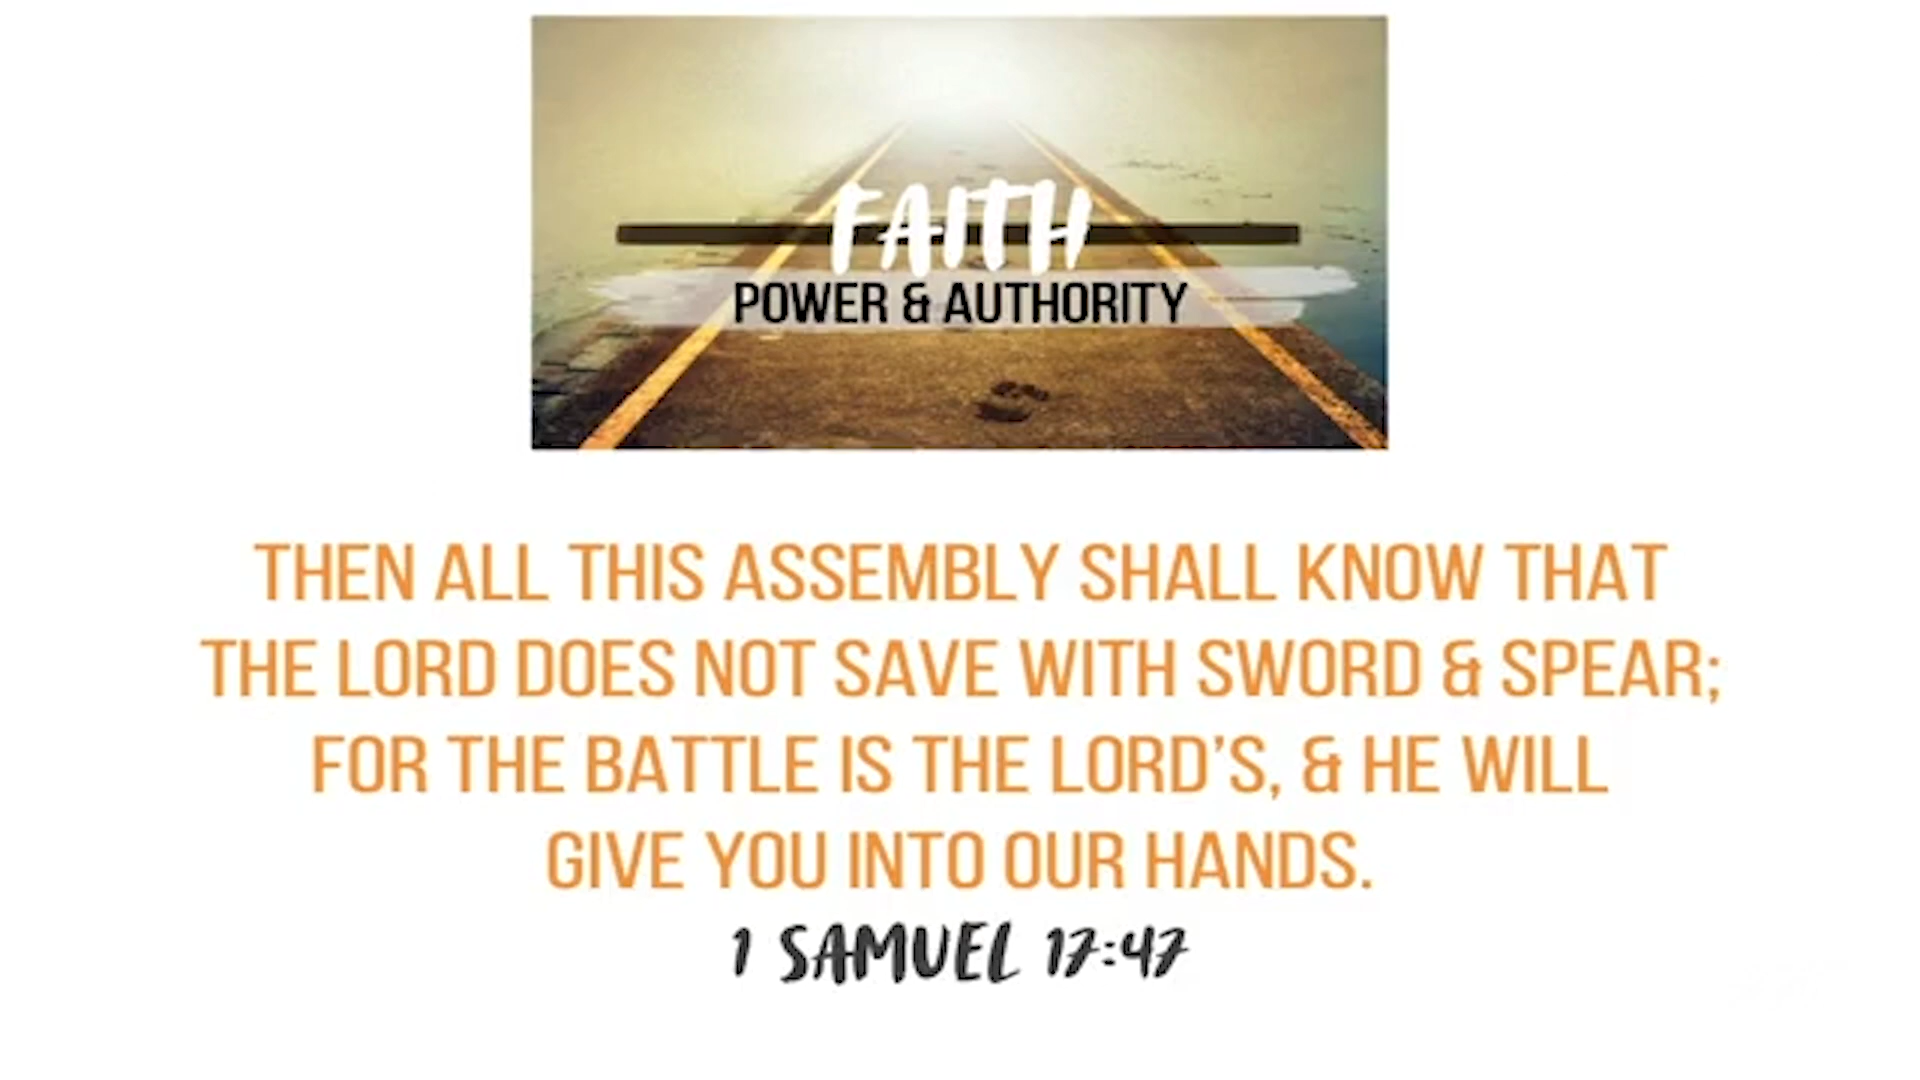 FAITH
POWER & AUTHORITY
THEN ALL THIS ASSEMBLY SHALL KNOW THAT
THE LORD DOES NOT SAVE WITH SWORD & SPEAR;
FOR THE BATTLE IS THE LORD'S, & HE WILL
GIVE YOU INTO OUR HANDS.
1 SAMUEL 17:47